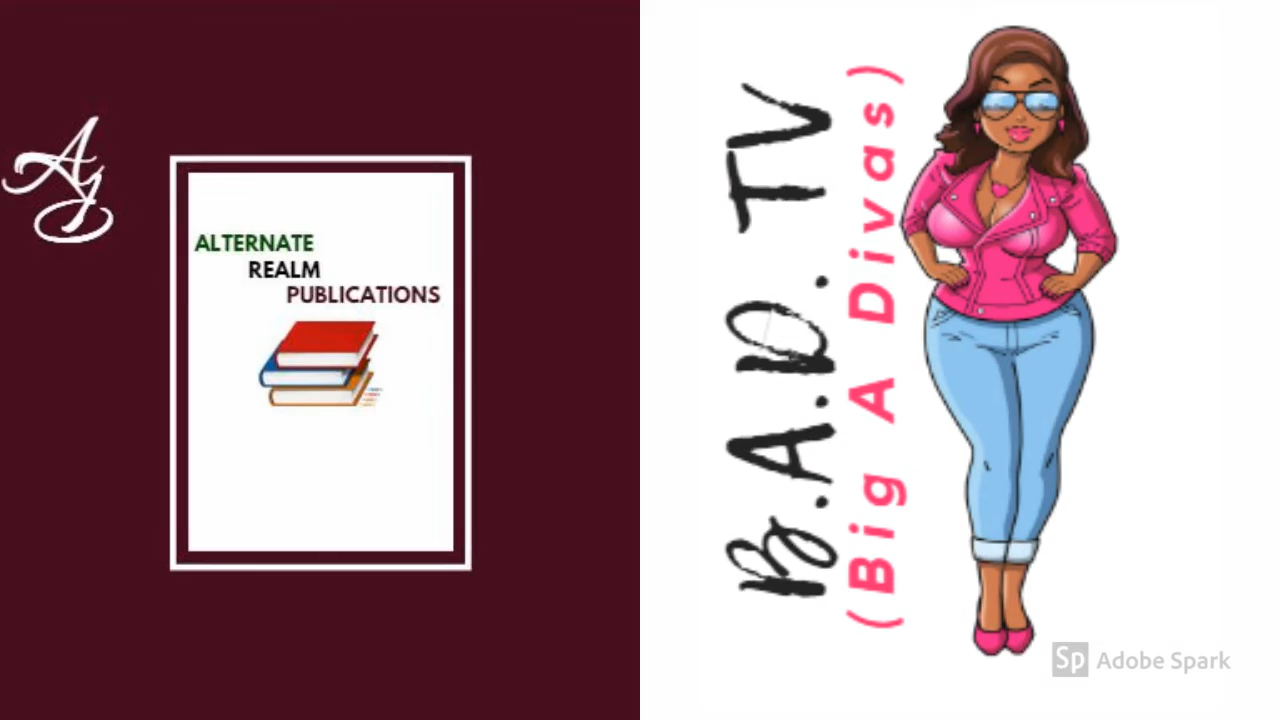 AJ
ALTERNATE
REALM
PUBLICATIONS
B.A.D. TV
(Big A Divas)
Sp Adobe Spark